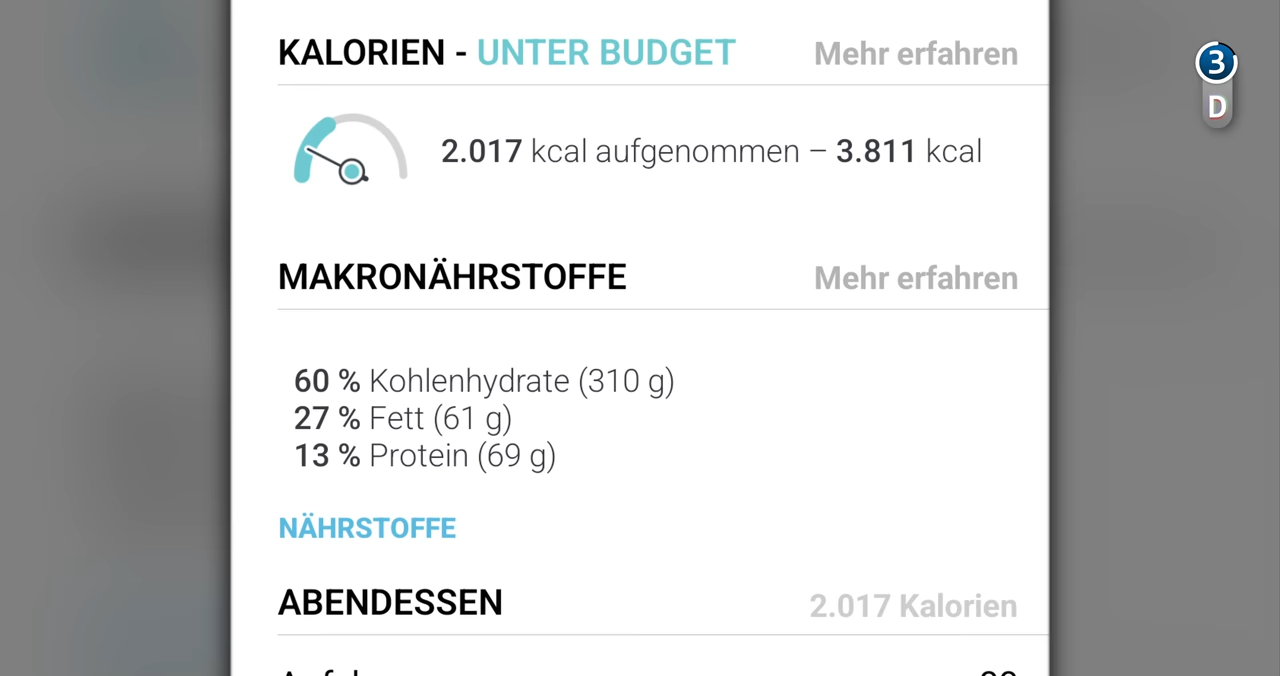 KALORIEN - UNTER BUDGET Mehr erfahren
2.017 kcal aufgenommen – 3.811 kcal
MAKRONÄHRSTOFFE Mehr erfahren
60 % Kohlenhydrate (310 g)
27 % Fett (61 g)
13 % Protein (69 g)
NÄHRSTOFFE
ABENDESSEN 2.017 Kalorien
3
D